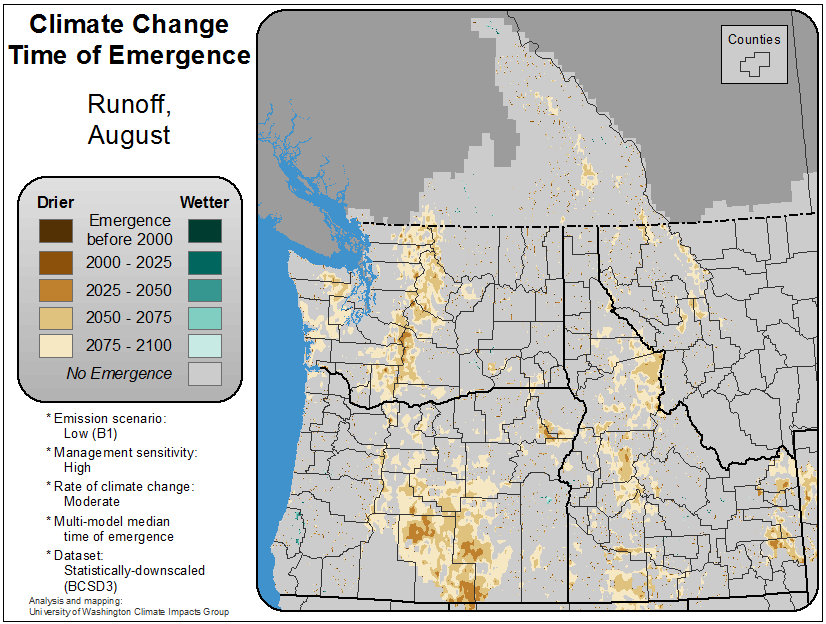 Climate Change
Time of Emergence
Runoff,
August
Drier
Wetter
Emergence
before 2000
2000 - 2025
2025 - 2050
2050 - 2075
2075 - 2100
No Emergence
* Emission scenario:
Low (B1)
* Management sensitivity:
High
* Rate of climate change:
Moderate
* Multi-model median
time of emergence
* Dataset:
Statistically-downscaled
(BCSD3)
Analysis and mapping:
University of Washington Climate Impacts Group
Counties